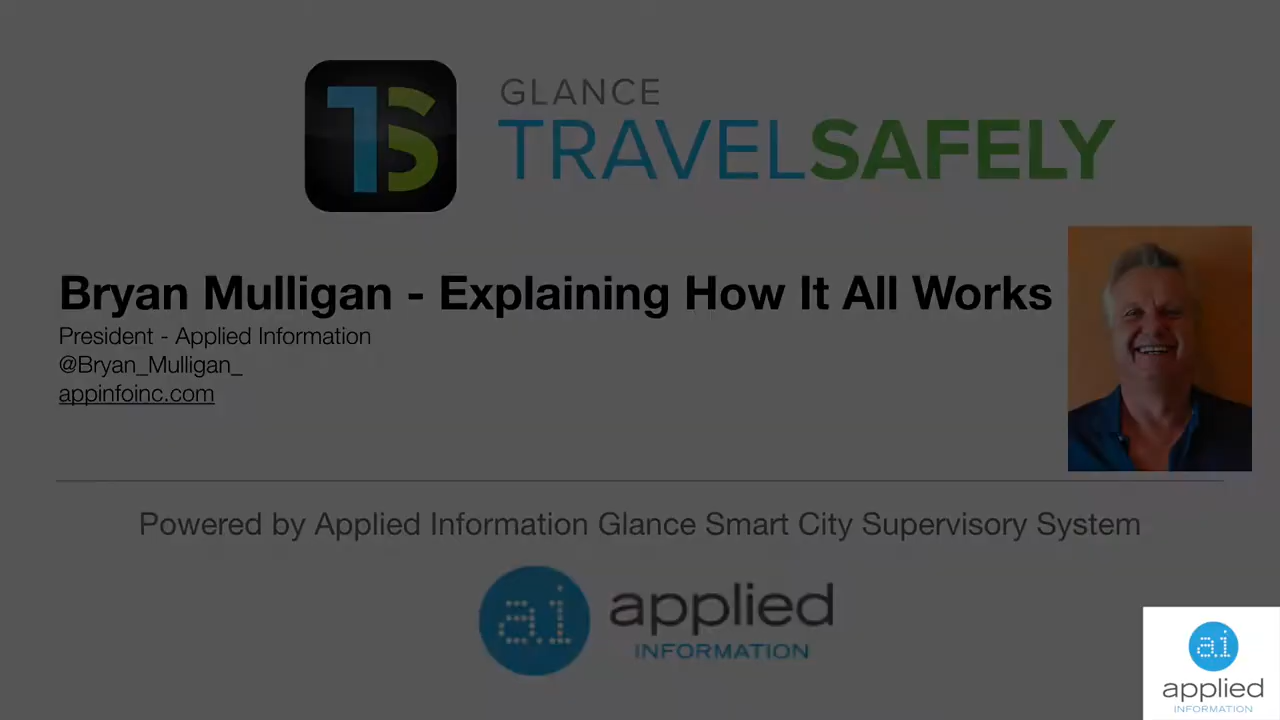 TS
GLANCE
TRAVELSAFELY
Bryan Mulligan - Explaining How It All Works
President - Applied Information
@Bryan_Mulligan_
appinfoinc.com
Powered by Applied Information Glance Smart City Supervisory System
a.i
applied
INFORMATION
a.i
applied
INFORMATION